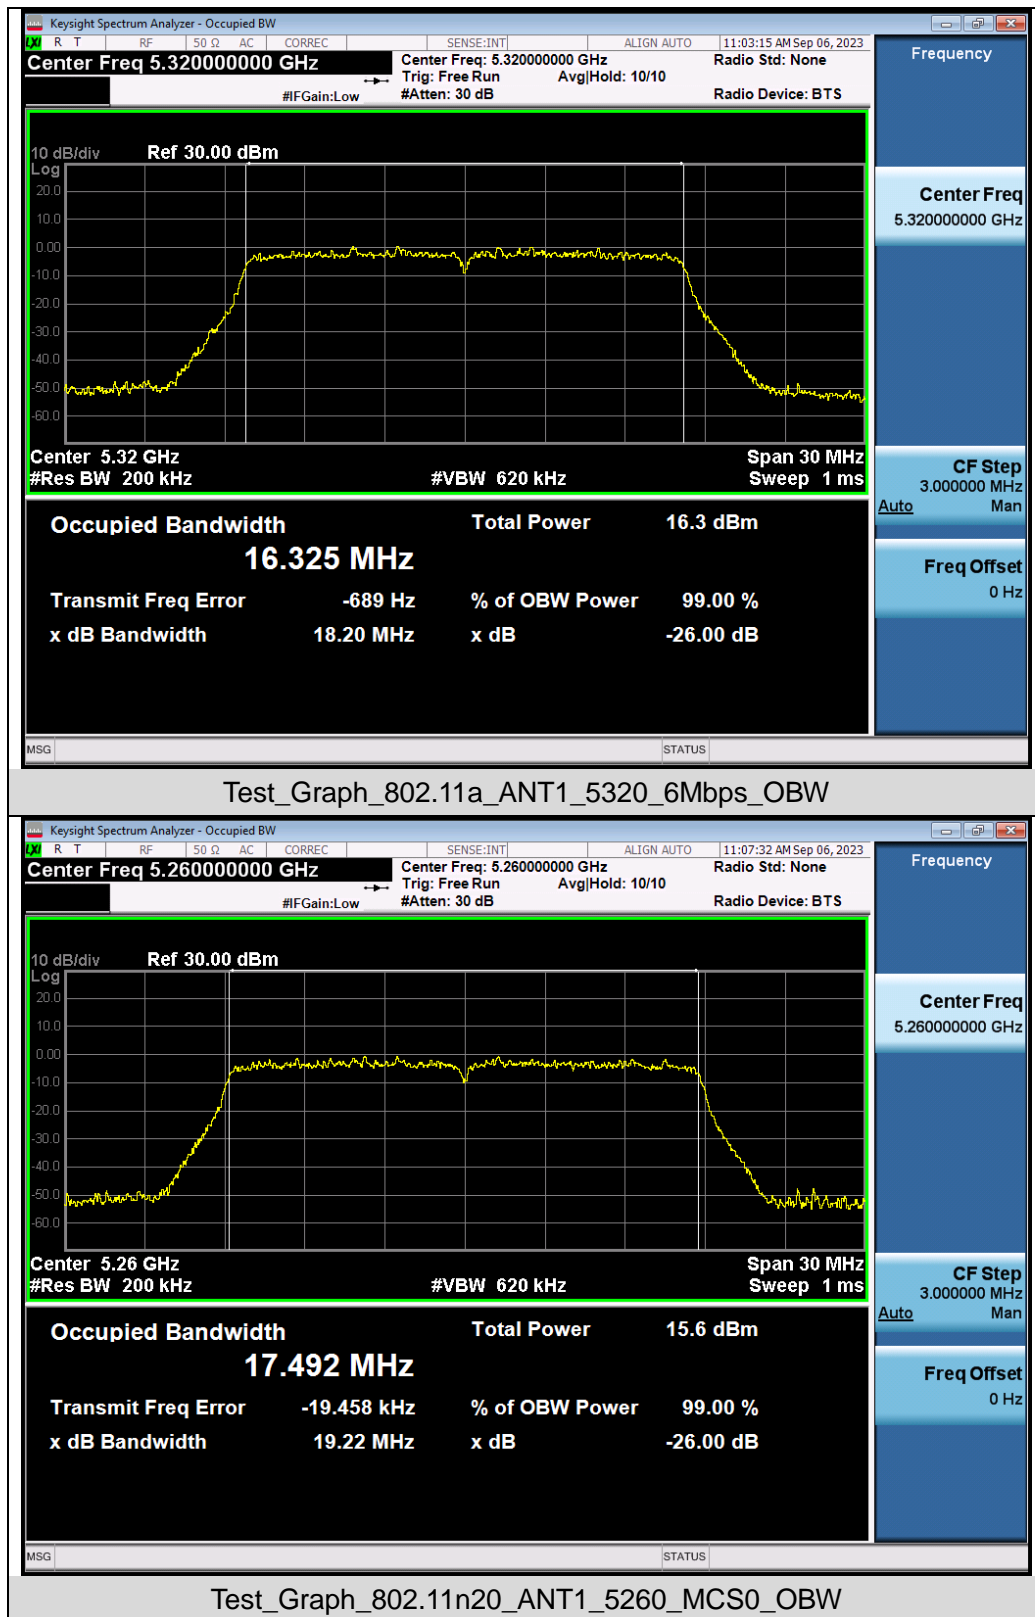 Keysight Spectrum Analyzer - Occupied BW
LXI R T RF 50 Ω AC CORREC SENSE:INT ALIGN AUTO 11:03:15 AM Sep 06, 2023
Center Freq 5.320000000 GHz
Center Freq: 5.320000000 GHz
Radio Std: None
Trig: Free Run Avg|Hold: 10/10
#IFGain:Low
#Atten: 30 dB
Radio Device: BTS
10 dB/div Ref 30.00 dBm
Log
20.0
10.0
0.00
-10.0
-20.0
-30.0
-40.0
-50.0
-60.0
Center 5.32 GHz Span 30 MHz
#Res BW 200 kHz #VBW 620 kHz Sweep 1 ms
Occupied Bandwidth Total Power 16.3 dBm
16.325 MHz
Transmit Freq Error -689 Hz % of OBW Power 99.00 %
x dB Bandwidth 18.20 MHz x dB -26.00 dB
MSG STATUS
Frequency
Center Freq
5.320000000 GHz
CF Step
3.000000 MHz
Auto Man
Freq Offset
0 Hz
Test_Graph_802.11a_ANT1_5320_6Mbps_OBW
Keysight Spectrum Analyzer - Occupied BW
LXI R T RF 50 Ω AC CORREC SENSE:INT ALIGN AUTO 11:07:32 AM Sep 06, 2023
Center Freq 5.260000000 GHz
Center Freq: 5.260000000 GHz
Radio Std: None
Trig: Free Run Avg|Hold: 10/10
#IFGain:Low
#Atten: 30 dB
Radio Device: BTS
10 dB/div Ref 30.00 dBm
Log
20.0
10.0
0.00
-10.0
-20.0
-30.0
-40.0
-50.0
-60.0
Center 5.26 GHz Span 30 MHz
#Res BW 200 kHz #VBW 620 kHz Sweep 1 ms
Occupied Bandwidth Total Power 15.6 dBm
17.492 MHz
Transmit Freq Error -19.458 kHz % of OBW Power 99.00 %
x dB Bandwidth 19.22 MHz x dB -26.00 dB
MSG STATUS
Frequency
Center Freq
5.260000000 GHz
CF Step
3.000000 MHz
Auto Man
Freq Offset
0 Hz
Test_Graph_802.11n20_ANT1_5260_MCS0_OBW